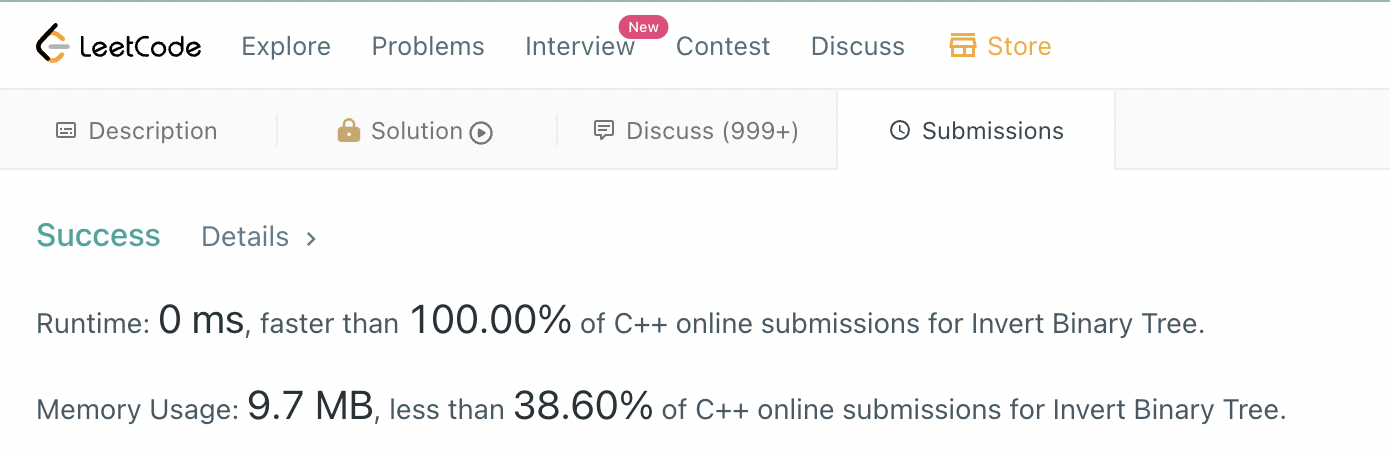 LeetCode Explore Problems Interview New Contest Discuss Store
Description Solution Discuss (999+) Submissions
Success Details >
Runtime: 0 ms, faster than 100.00% of C++ online submissions for Invert Binary Tree.
Memory Usage: 9.7 MB, less than 38.60% of C++ online submissions for Invert Binary Tree.